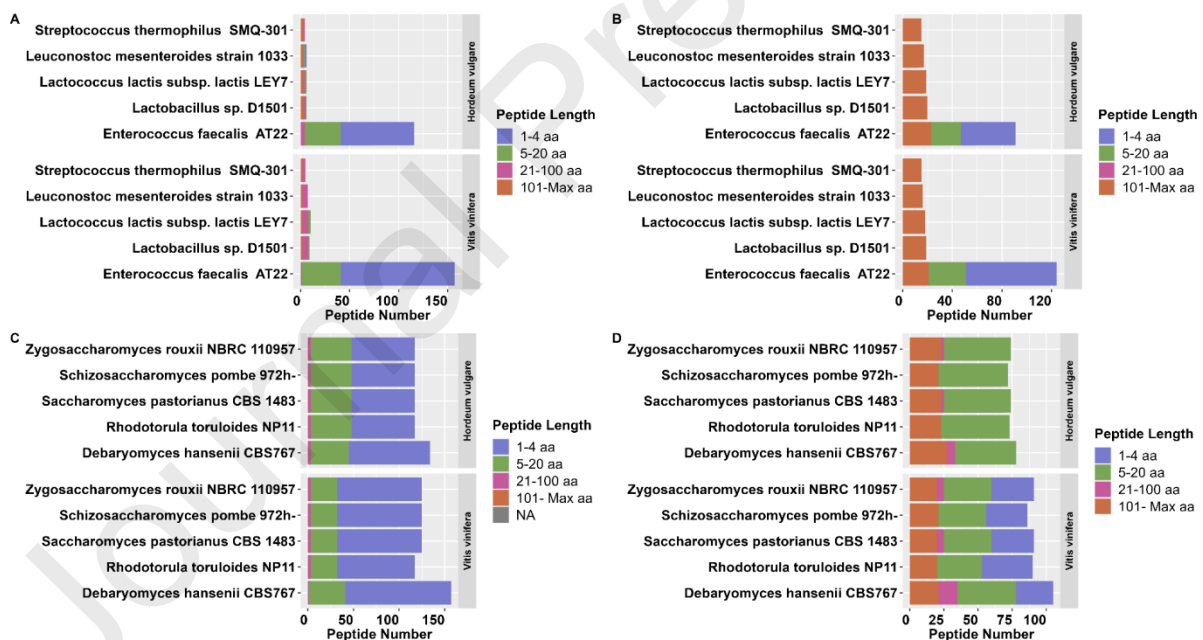 A
Streptococcus thermophilus SMQ-301
Leuconostoc mesenteroides strain 1033
Lactococcus lactis subsp. lactis LEY7
Lactobacillus sp. D1501
Enterococcus faecalis AT22
Hordeum vulgare
Streptococcus thermophilus SMQ-301
Leuconostoc mesenteroides strain 1033
Lactococcus lactis subsp. lactis LEY7
Lactobacillus sp. D1501
Enterococcus faecalis AT22
Vitis vinifera
0 50 100 150
Peptide Number
Peptide Length
1-4 aa
5-20 aa
21-100 aa
101-Max aa
B
Streptococcus thermophilus SMQ-301
Leuconostoc mesenteroides strain 1033
Lactococcus lactis subsp. lactis LEY7
Lactobacillus sp. D1501
Enterococcus faecalis AT22
Hordeum vulgare
Streptococcus thermophilus SMQ-301
Leuconostoc mesenteroides strain 1033
Lactococcus lactis subsp. lactis LEY7
Lactobacillus sp. D1501
Enterococcus faecalis AT22
Vitis vinifera
0 40 80 120
Peptide Number
Peptide Length
1-4 aa
5-20 aa
21-100 aa
101-Max aa
C
Zygosaccharomyces rouxii NBRC 110957
Schizosaccharomyces pombe 972h-
Saccharomyces pastorianus CBS 1483
Rhodotorula toruloides NP11
Debaryomyces hansenii CBS767
Hordeum vulgare
Zygosaccharomyces rouxii NBRC 110957
Schizosaccharomyces pombe 972h-
Saccharomyces pastorianus CBS 1483
Rhodotorula toruloides NP11
Debaryomyces hansenii CBS767
Vitis vinifera
0 50 100 150
Peptide Number
Peptide Length
1-4 aa
5-20 aa
21-100 aa
101- Max aa
NA
D
Zygosaccharomyces rouxii NBRC 110957
Schizosaccharomyces pombe 972h-
Saccharomyces pastorianus CBS 1483
Rhodotorula toruloides NP11
Debaryomyces hansenii CBS767
Hordeum vulgare
Zygosaccharomyces rouxii NBRC 110957
Schizosaccharomyces pombe 972h-
Saccharomyces pastorianus CBS 1483
Rhodotorula toruloides NP11
Debaryomyces hansenii CBS767
Vitis vinifera
0 25 50 75 100
Peptide Number
Peptide Length
1-4 aa
5-20 aa
21-100 aa
101- Max aa
Journal Pre